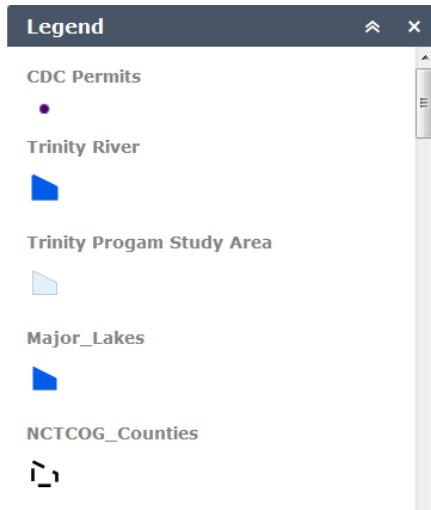 Legend
CDC Permits
Trinity River
Trinity Progam Study Area
Major_Lakes
NCTCOG_Counties